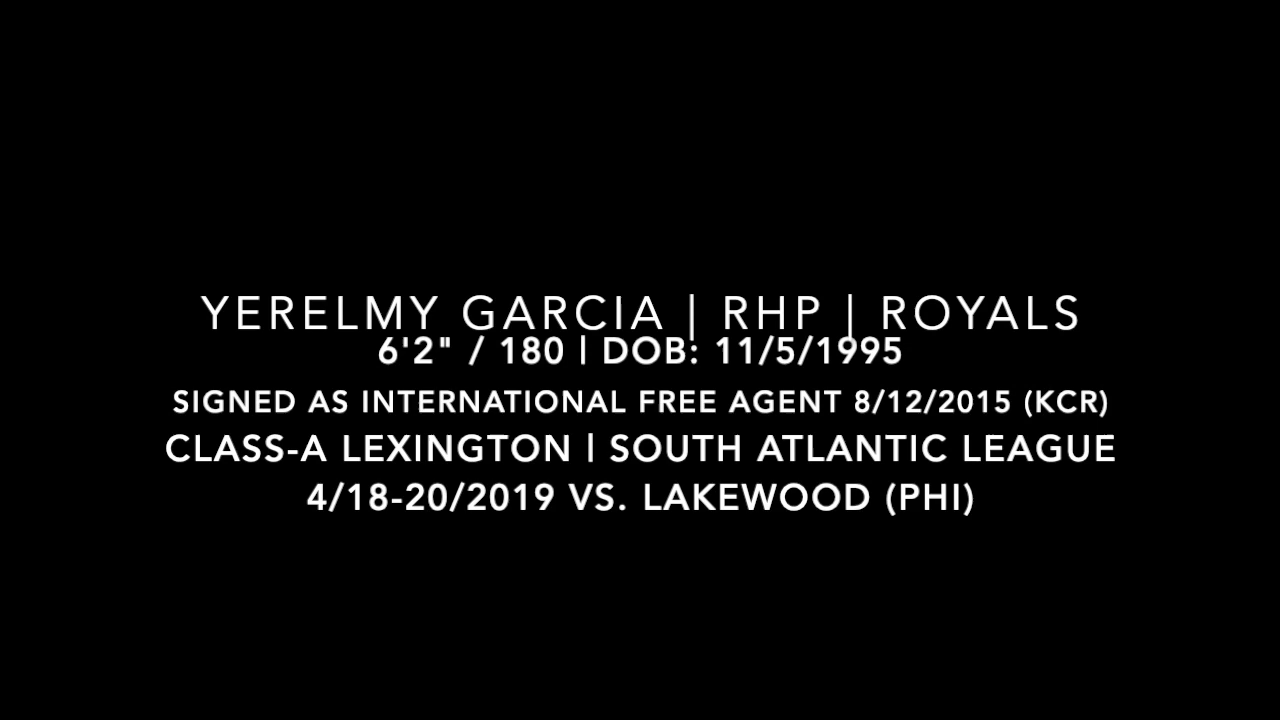 YERELMY GARCIA | RHP | ROYALS
6'2" / 180 | DOB: 11/5/1995
SIGNED AS INTERNATIONAL FREE AGENT 8/12/2015 (KCR)
CLASS-A LEXINGTON | SOUTH ATLANTIC LEAGUE
4/18-20/2019 VS. LAKEWOOD (PHI)